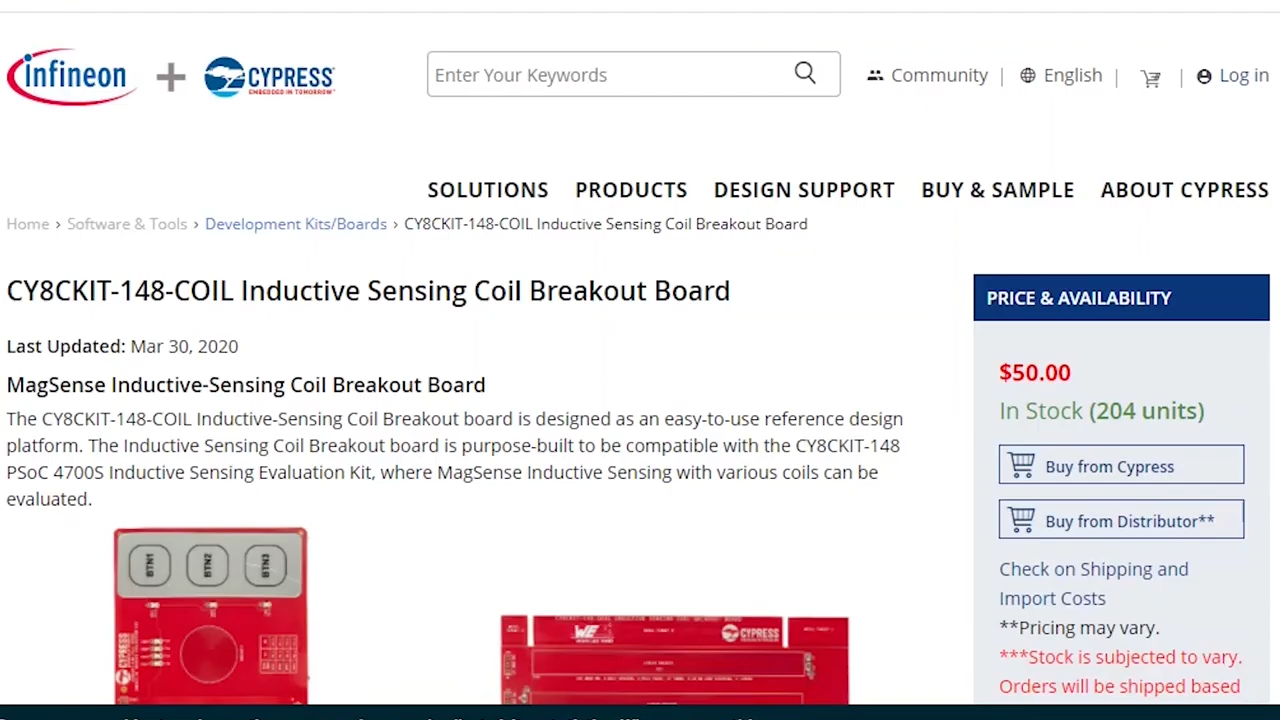 infineon + CYPRESS
EMBEDDED IN TOMORROW
Enter Your Keywords
Community | English | | Log in
SOLUTIONS PRODUCTS DESIGN SUPPORT BUY & SAMPLE ABOUT CYPRESS
Home › Software & Tools › Development Kits/Boards › CY8CKIT-148-COIL Inductive Sensing Coil Breakout Board
CY8CKIT-148-COIL Inductive Sensing Coil Breakout Board
Last Updated: Mar 30, 2020
MagSense Inductive-Sensing Coil Breakout Board
The CY8CKIT-148-COIL Inductive-Sensing Coil Breakout board is designed as an easy-to-use reference design
platform. The Inductive Sensing Coil Breakout board is purpose-built to be compatible with the CY8CKIT-148
PSoC 4700S Inductive Sensing Evaluation Kit, where MagSense Inductive Sensing with various coils can be
evaluated.
BTN1 BTN2 BTN3
CYPRESS
WE
CYPRESS
PRICE & AVAILABILITY
$50.00
In Stock (204 units)
Buy from Cypress
Buy from Distributor**
Check on Shipping and
Import Costs
**Pricing may vary.
***Stock is subjected to vary.
Orders will be shipped based